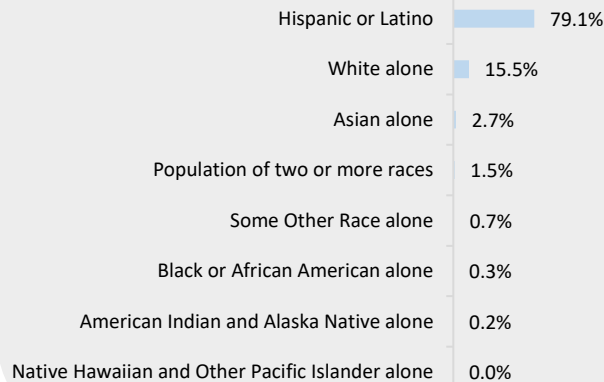 Hispanic or Latino 79.1%
White alone 15.5%
Asian alone 2.7%
Population of two or more races 1.5%
Some Other Race alone 0.7%
Black or African American alone 0.3%
American Indian and Alaska Native alone 0.2%
Native Hawaiian and Other Pacific Islander alone 0.0%